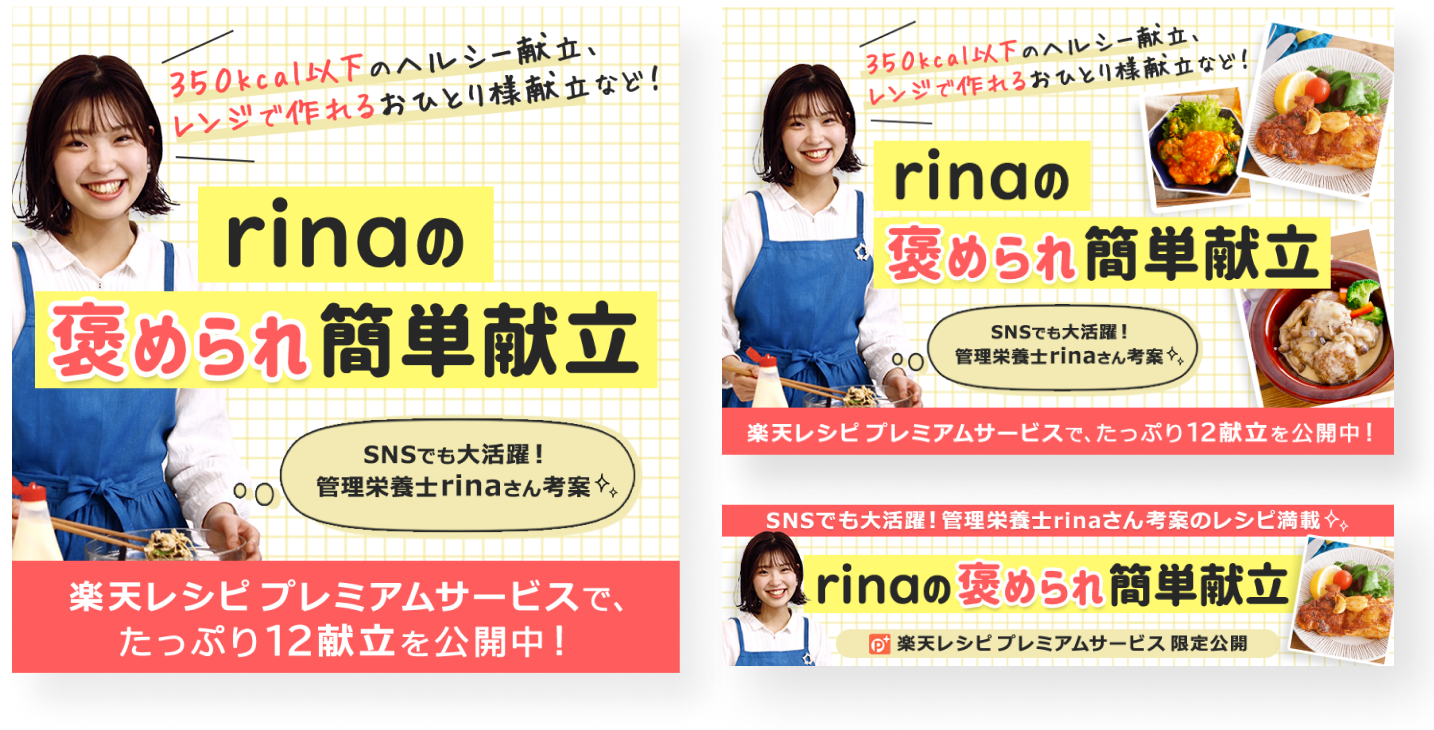 350kcal以下のヘルシー献立、
レンジで作れるおひとり様献立など!
rinaの
褒められ簡単献立
SNSでも大活躍!
管理栄養士rinaさん考案
楽天レシピ プレミアムサービスで、
たっぷり12献立を公開中!
350kcal以下のヘルシー献立、
レンジで作れるおひとり様献立など!
rinaの
褒められ簡単献立
SNSでも大活躍!
管理栄養士rinaさん考案
楽天レシピ プレミアムサービスで、たっぷり12献立を公開中!
SNSでも大活躍!管理栄養士rinaさん考案のレシピ満載
rinaの褒められ簡単献立
P+ 楽天レシピ プレミアムサービス 限定公開